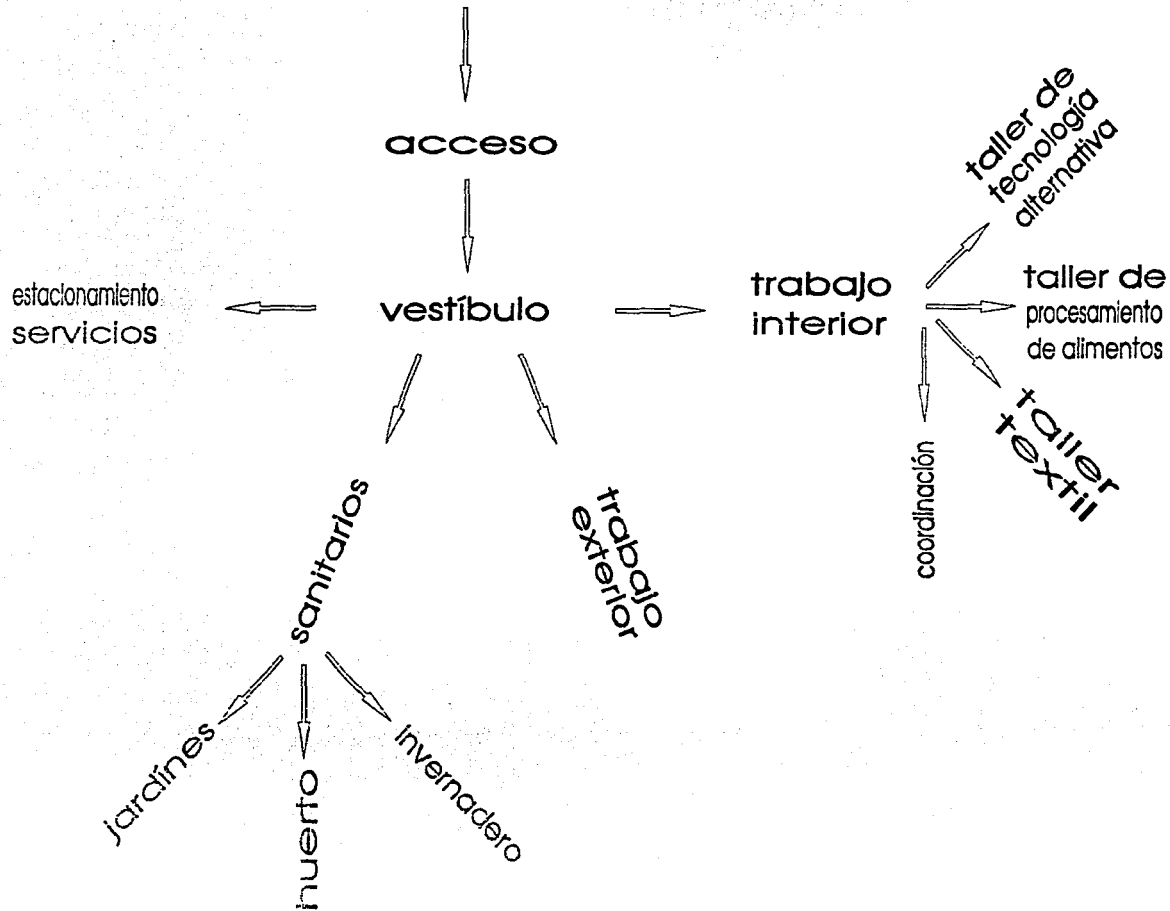 acceso
vestíbulo
estacionamiento
servicios
trabajo
interior
taller de
tecnología
alternativa
taller de
procesamiento
de alimentos
taller
textil
coordinación
sanitarios
trabajo
exterior
jardínes
huerto
invernadero